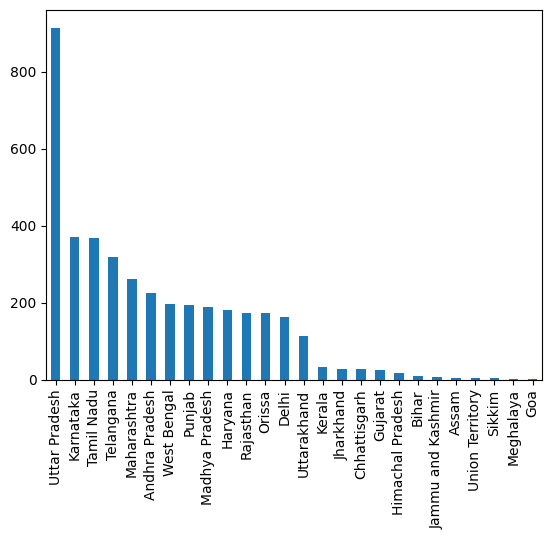 800
600
400
200
0
Uttar Pradesh
Karnataka
Tamil Nadu
Telangana
Maharashtra
Andhra Pradesh
West Bengal
Punjab
Madhya Pradesh
Haryana
Rajasthan
Orissa
Delhi
Uttarakhand
Kerala
Jharkhand
Chhattisgarh
Gujarat
Himachal Pradesh
Bihar
Jammu and Kashmir
Assam
Union Territory
Sikkim
Meghalaya
Goa